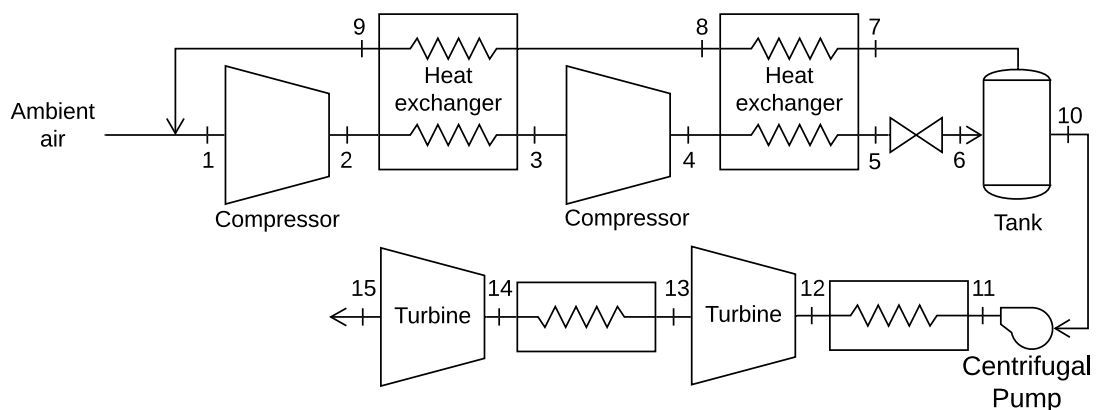 9
8
7
Heat
exchanger
Heat
exchanger
Ambient
air
10
1
2
3
4
5
6
Compressor
Compressor
Tank
15
Turbine
14
13
Turbine
12
11
Centrifugal
Pump